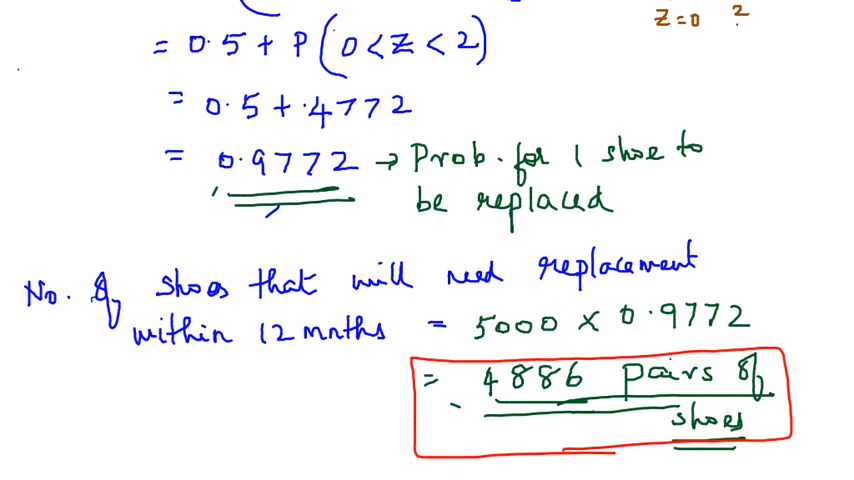 Z=0 2
= 0.5 + P(0<Z<2)
= 0.5 + .4772
= 0.9772 → Prob. for 1 shoe to
be replaced
No. of shoes that will need replacement
within 12 mnths = 5000 × 0.9772
= 4886 pairs of
shoes